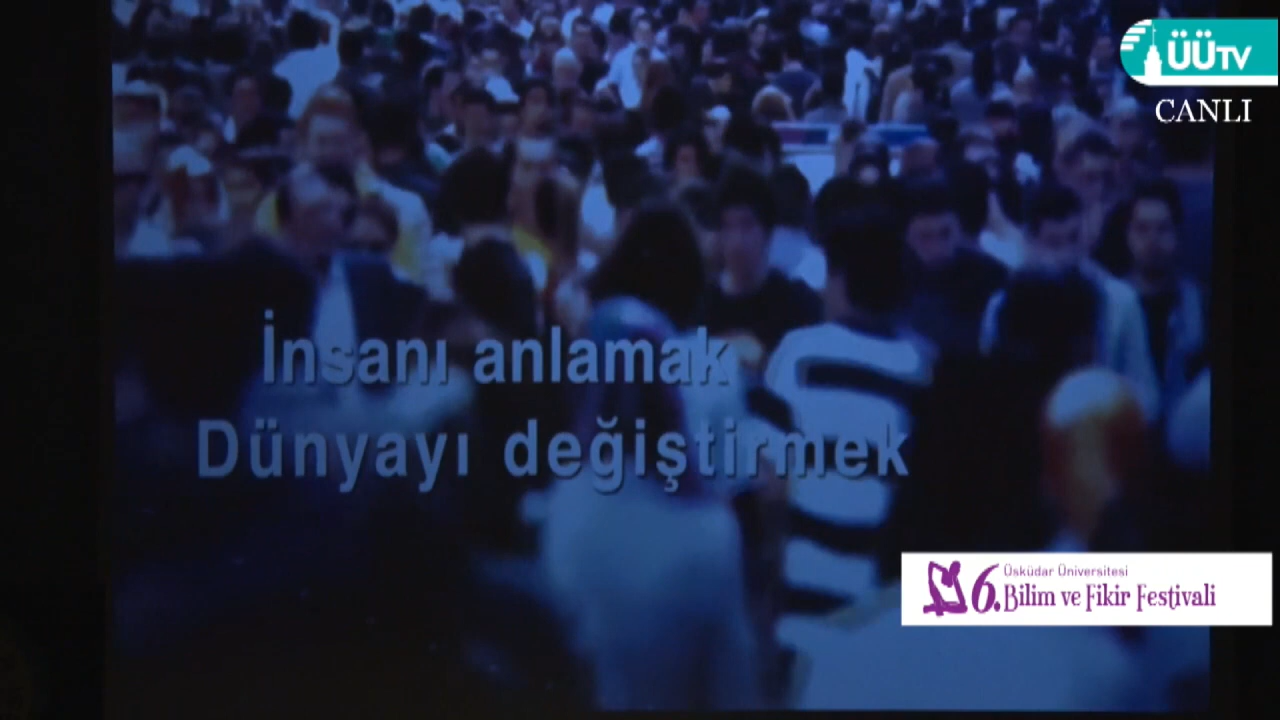 ÜÜTV
CANLI
İnsanı anlamak
Dünyayı değiştirmek
Üsküdar Üniversitesi
6. Bilim ve Fikir Festivali